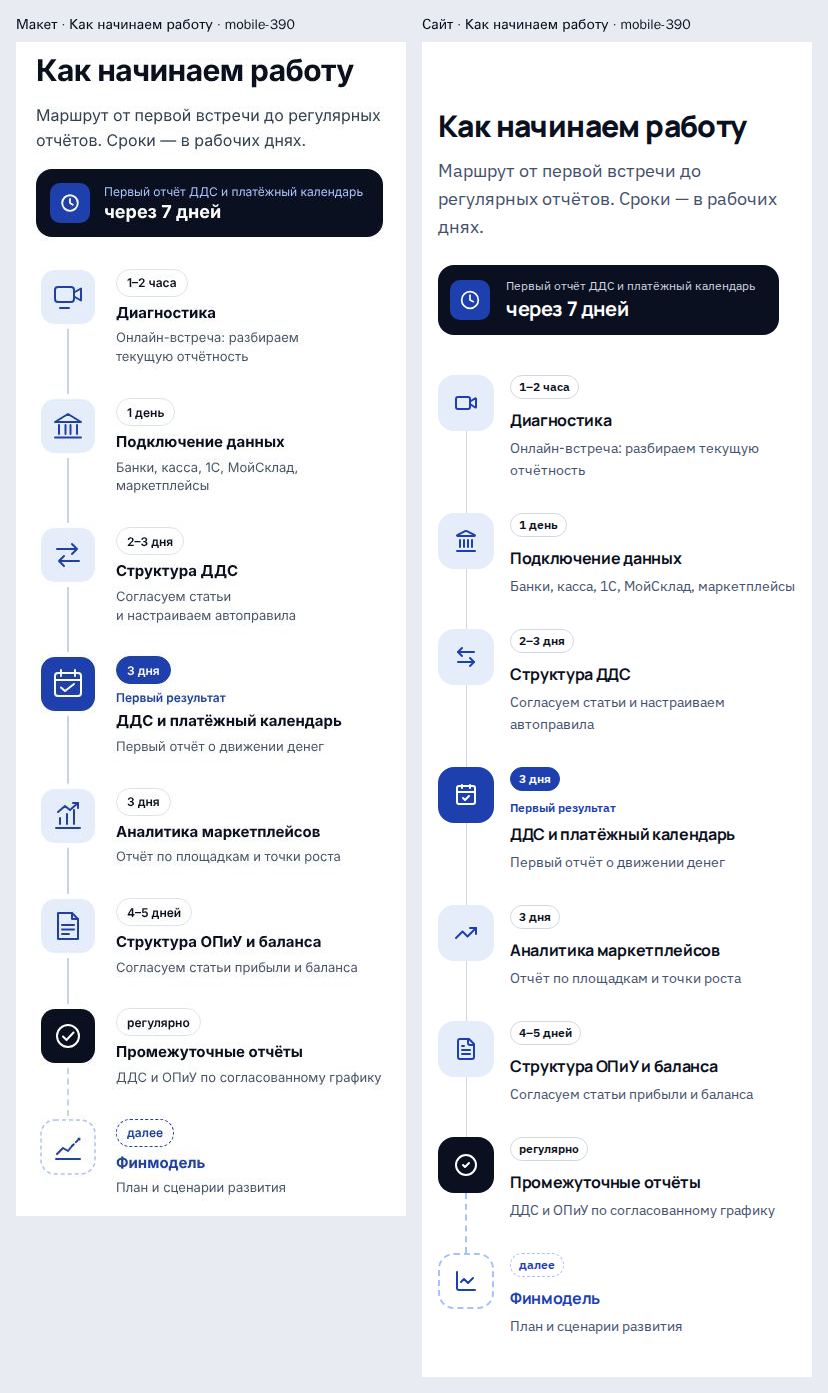 Макет · Как начинаем работу · mobile-390
Как начинаем работу
Маршрут от первой встречи до регулярных
отчётов. Сроки — в рабочих днях.
Первый отчёт ДДС и платёжный календарь
через 7 дней
1–2 часа
Диагностика
Онлайн-встреча: разбираем
текущую отчётность
1 день
Подключение данных
Банки, касса, 1С, МойСклад,
маркетплейсы
2–3 дня
Структура ДДС
Согласуем статьи
и настраиваем автоправила
3 дня
Первый результат
ДДС и платёжный календарь
Первый отчёт о движении денег
3 дня
Аналитика маркетплейсов
Отчёт по площадкам и точки роста
4–5 дней
Структура ОПиУ и баланса
Согласуем статьи прибыли и баланса
регулярно
Промежуточные отчёты
ДДС и ОПиУ по согласованному графику
далее
Финмодель
План и сценарии развития
Сайт · Как начинаем работу · mobile-390
Как начинаем работу
Маршрут от первой встречи до
регулярных отчётов. Сроки — в рабочих
днях.
Первый отчёт ДДС и платёжный календарь
через 7 дней
1–2 часа
Диагностика
Онлайн-встреча: разбираем текущую
отчётность
1 день
Подключение данных
Банки, касса, 1С, МойСклад, маркетплейсы
2–3 дня
Структура ДДС
Согласуем статьи и настраиваем
автоправила
3 дня
Первый результат
ДДС и платёжный календарь
Первый отчёт о движении денег
3 дня
Аналитика маркетплейсов
Отчёт по площадкам и точки роста
4–5 дней
Структура ОПиУ и баланса
Согласуем статьи прибыли и баланса
регулярно
Промежуточные отчёты
ДДС и ОПиУ по согласованному графику
далее
Финмодель
План и сценарии развития